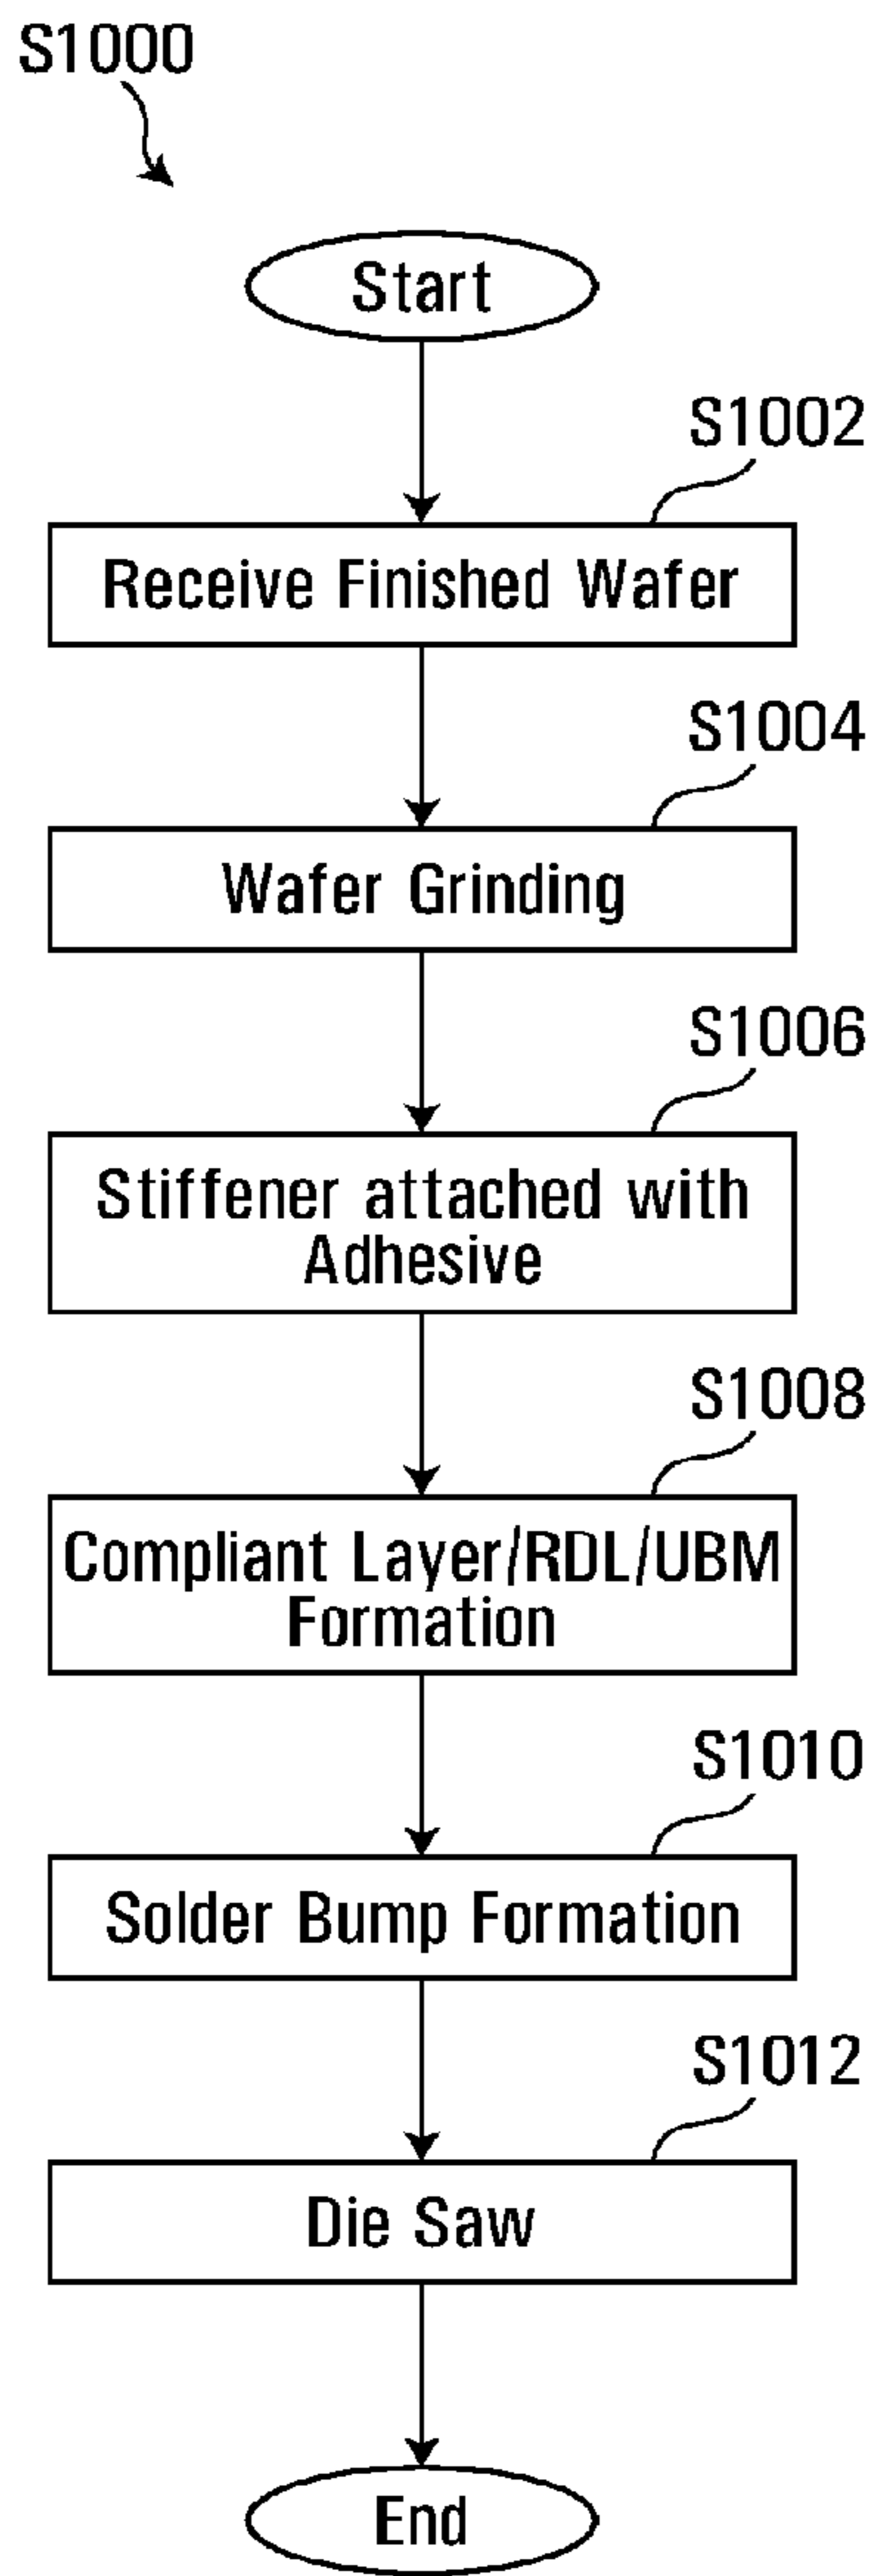 S1000
Start
S1002
Receive Finished Wafer
S1004
Wafer Grinding
S1006
Stiffener attached with
Adhesive
S1008
Compliant Layer/RDL/UBM
Formation
S1010
Solder Bump Formation
S1012
Die Saw
End